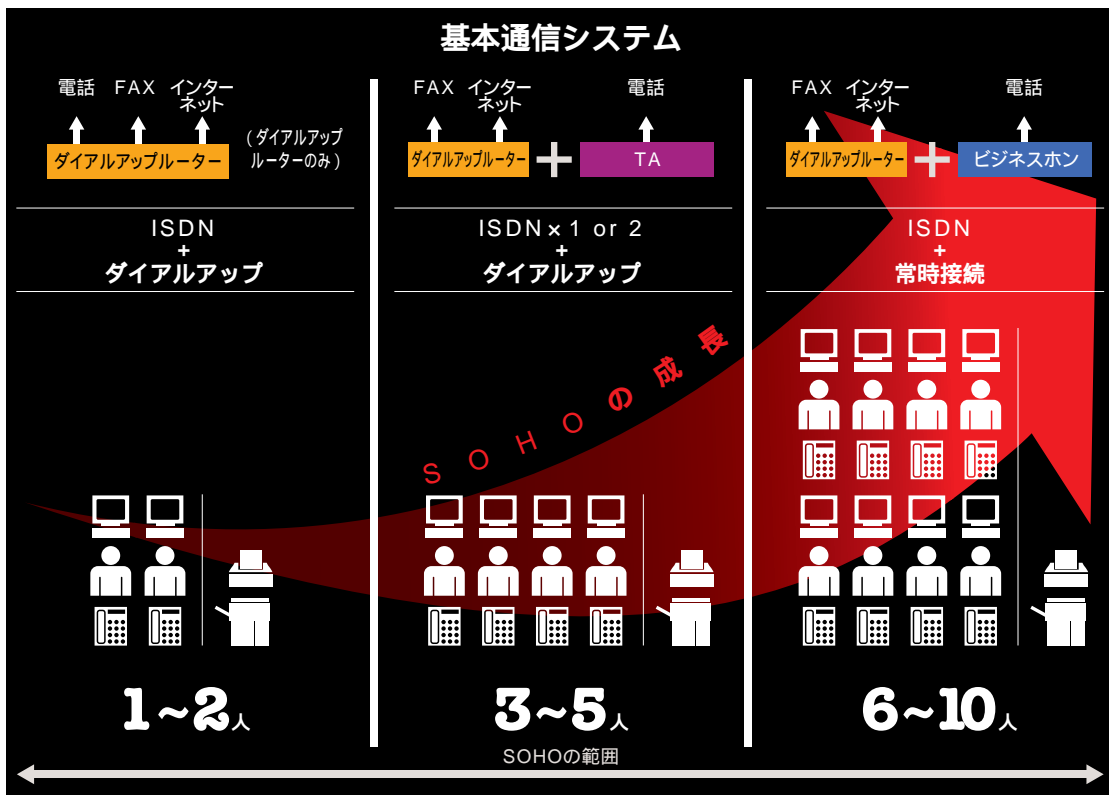 基本通信システム
電話 FAX インター
ネット
ダイアルアップルーター
(ダイアルアップ
ルーターのみ)
ISDN
+
ダイアルアップ
1~2人
FAX インター
ネット
電話
ダイアルアップルーター + TA
ISDN×1 or 2
+
ダイアルアップ
3~5人
FAX インター
ネット
電話
ダイアルアップルーター + ビジネスホン
ISDN
+
常時接続
6~10人
SOHOの成長
SOHOの範囲